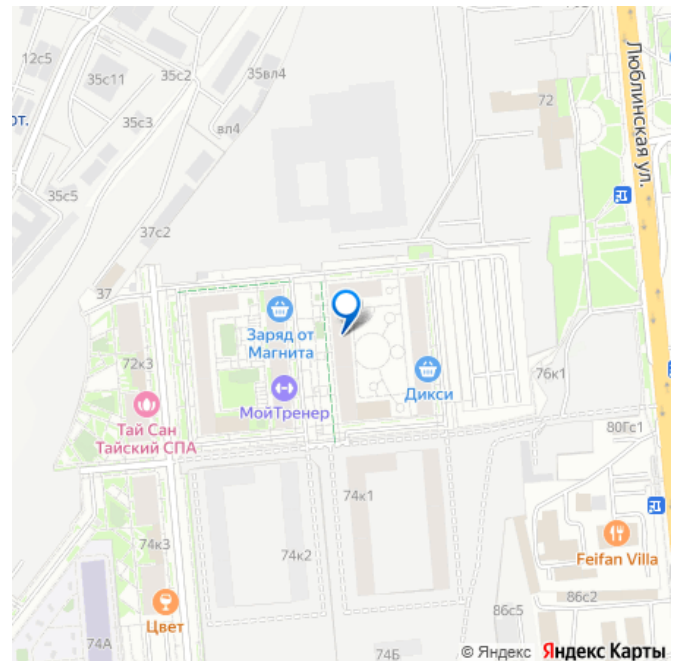 12с5
35с11
35с2
35вл4
72
от.
35с3
вл4
Люблинская ул.
35с5
37с2
37
Заряд от
Магнита
72к3
76к1
МойТренер
Дикси
Тай Сан
Тайский СПА
80Гс1
74к1
74к3
74к2
Feifan Villa
Цвет
86с5
86с2
74А
74Б
© Яндекс Яндекс Карты